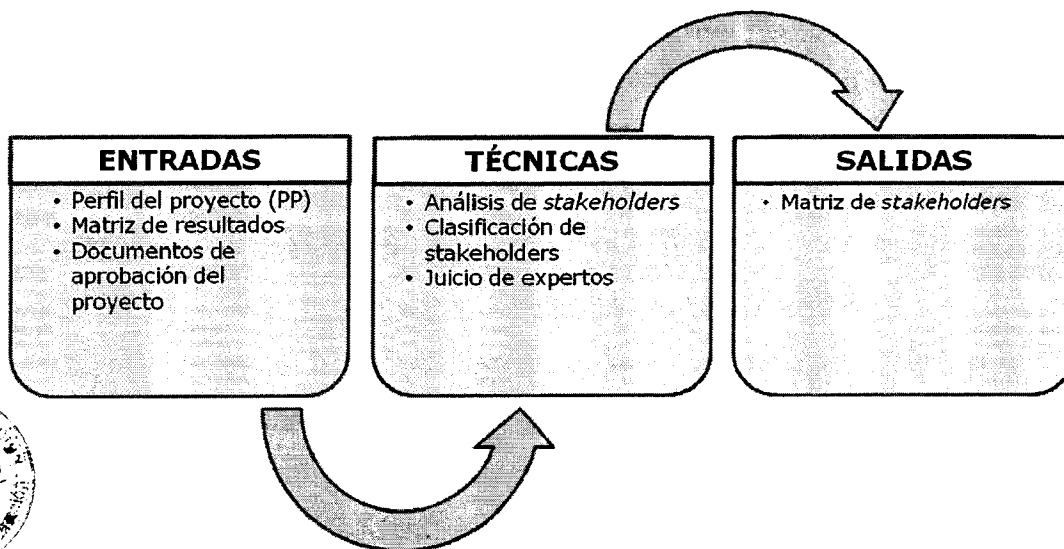 ENTRADAS
• Perfil del proyecto (PP)
• Matriz de resultados
• Documentos de
aprobación del
proyecto
TÉCNICAS
• Análisis de stakeholders
• Clasificación de
stakeholders
• Juicio de expertos
SALIDAS
• Matriz de stakeholders